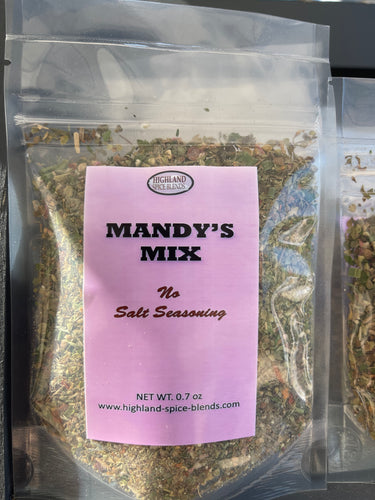 HIGHLAND
SPICE BLENDS
MANDY'S
MIX
No
Salt Seasoning
NET WT. 0.7 oz
www.highland-spice-blends.com